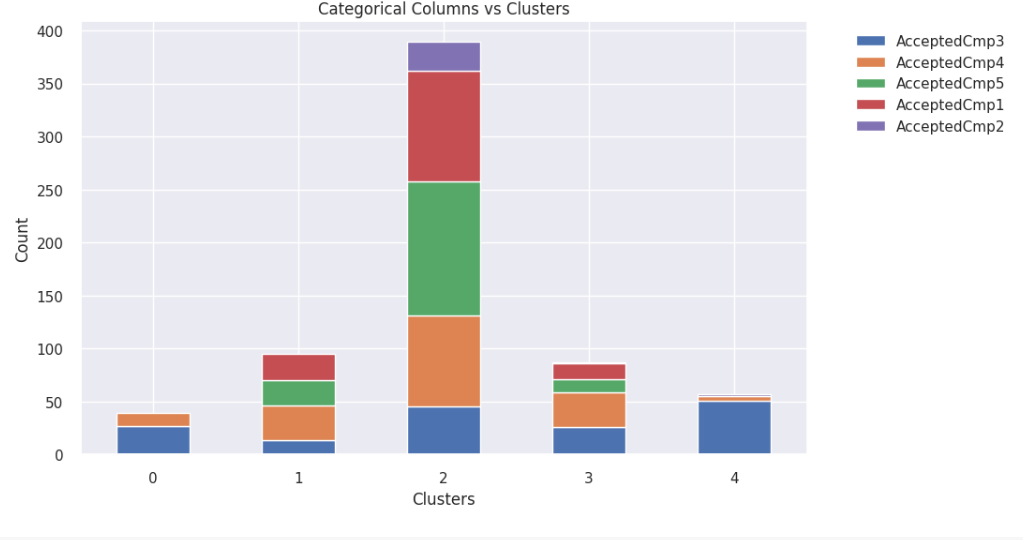 Categorical Columns vs Clusters
400
350
300
250
200
150
100
50
0
Count
0 1 2 3 4
Clusters
AcceptedCmp3
AcceptedCmp4
AcceptedCmp5
AcceptedCmp1
AcceptedCmp2